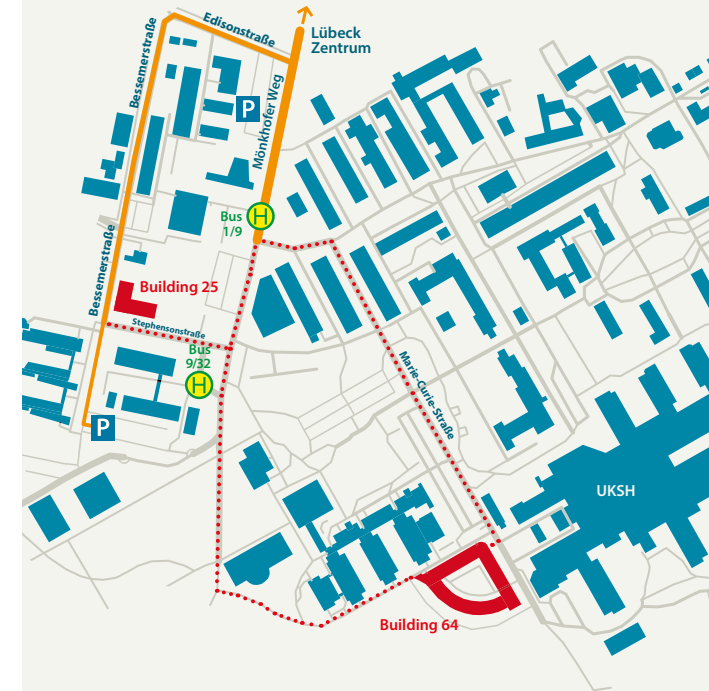 Edisonstraße
Lübeck
Zentrum
Bessemerstraße
P
Mönkhofer Weg
Bus
1/9
H
Bessemerstraße
Building 25
Stephensonstraße
Bus
9/32
H
Marie-Curie-Straße
P
UKSH
Building 64